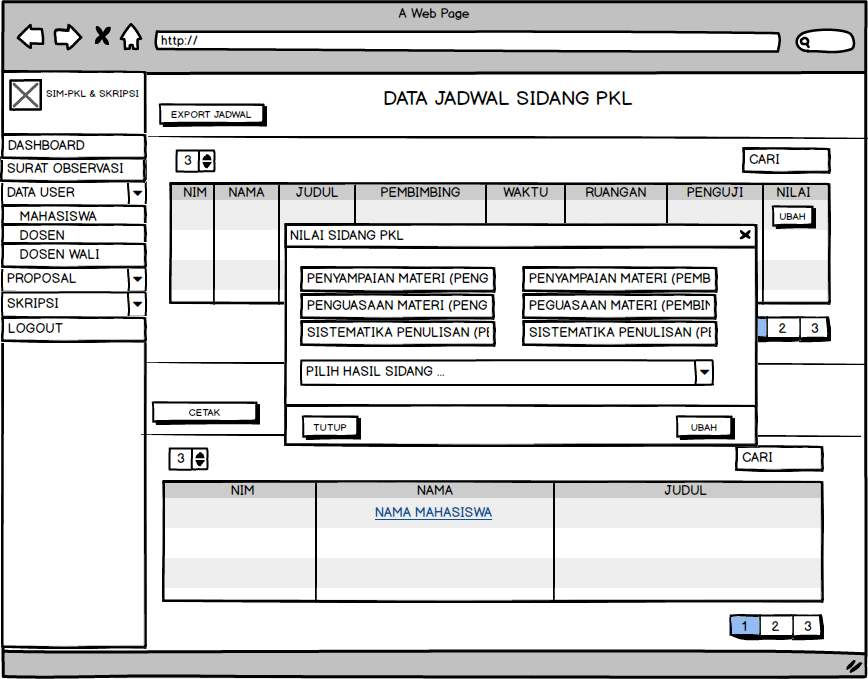 A Web Page
http://
SIM-PKL & SKRIPSI
DASHBOARD
SURAT OBSERVASI
DATA USER
MAHASISWA
DOSEN
DOSEN WALI
PROPOSAL
SKRIPSI
LOGOUT
DATA JADWAL SIDANG PKL
EXPORT JADWAL
3
CARI
NIM NAMA JUDUL PEMBIMBING WAKTU RUANGAN PENGUJI NILAI
UBAH
NILAI SIDANG PKL
PENYAMPAIAN MATERI (PENG PENYAMPAIAN MATERI (PEMB
PENGUASAAN MATERI (PENG PEGUASAAN MATERI (PEMBIN
SISTEMATIKA PENULISAN (PE SISTEMATIKA PENULISAN (PE
PILIH HASIL SIDANG ...
TUTUP UBAH
2 3
CETAK
3
CARI
NIM NAMA JUDUL
NAMA MAHASISWA
1 2 3